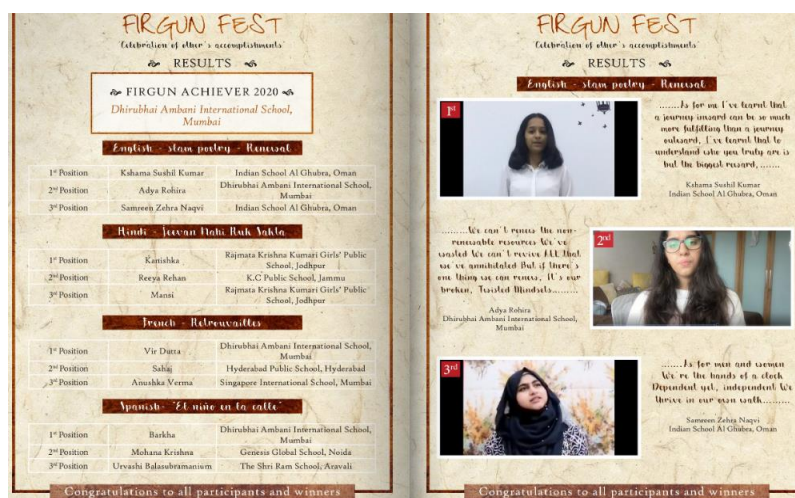 FIRGUN FEST
'Celebration of other's accomplishments'
RESULTS
FIRGUN ACHIEVER 2020
Dhirubhai Ambani International School,
Mumbai
English - slam poetry - Renewal
1st Position Kshama Sushil Kumar Indian School Al Ghubra, Oman
2nd Position Adya Rohira Dhirubhai Ambani International School, Mumbai
3rd Position Samreen Zehra Naqvi Indian School Al Ghubra, Oman
Hindi - Jeevan Nahi Ruk Sakta
1st Position Kanishka Rajmata Krishna Kumari Girls' Public School, Jodhpur
2nd Position Reeya Rehan K.C Public School, Jammu
3rd Position Mansi Rajmata Krishna Kumari Girls' Public School, Jodhpur
French - Retrouvailles
1st Position Vir Dutta Dhirubhai Ambani International School, Mumbai
2nd Position Sahaj Hyderabad Public School, Hyderabad
3rd Position Anushka Verma Singapore International School, Mumbai
Spanish- "El niño en la calle"
1st Position Barkha Dhirubhai Ambani International School, Mumbai
2nd Position Mohana Krishna Genesis Global School, Noida
3rd Position Urvashi Balasubramanium The Shri Ram School, Aravali
Congratulations to all participants and winners
FIRGUN FEST
'Celebration of other's accomplishments'
RESULTS
English - slam poetry - Renewal
1st
.......As for me I've learnt that
a journey inward can be so much
more fulfilling than a journey
outward, I've learnt that to
understand who you truly are is
but the biggest reward,.......
Kshama Sushil Kumar
Indian School Al Ghubra, Oman
.........We can't renew the non-
renewable resources We've
wasted We can't revive ALL that
we've annihilated But if there's
one thing we can renew, It's our
broken, Twisted Mindsets.........
Adya Rohira
Dhirubhai Ambani International School,
Mumbai
2nd
3rd
.......As for men and women
We're the hands of a clock
Dependent yet, independent We
thrive in our own walk.........
Samreen Zehra Naqvi
Indian School Al Ghubra, Oman
Congratulations to all participants and winners